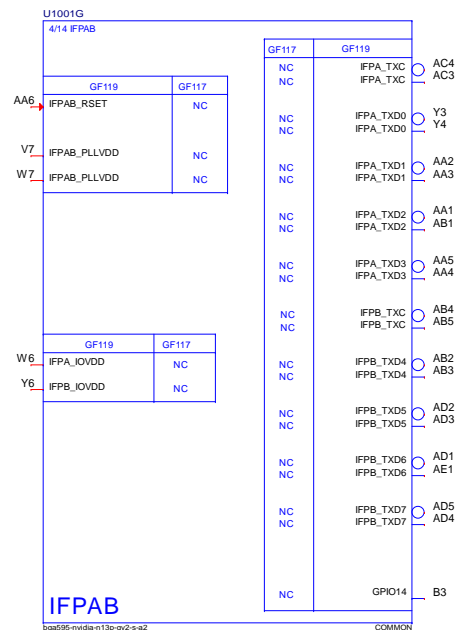 U1001G
4/14 IFPAB
GF117 GF119
NC IFPA_TXC AC4
NC IFPA_TXC AC3
GF119 GF117
AA6 IFPAB_RSET NC
NC IFPA_TXD0 Y3
NC IFPA_TXD0 Y4
V7 IFPAB_PLLVDD NC
W7 IFPAB_PLLVDD NC
NC IFPA_TXD1 AA2
NC IFPA_TXD1 AA3
NC IFPA_TXD2 AA1
NC IFPA_TXD2 AB1
NC IFPA_TXD3 AA5
NC IFPA_TXD3 AA4
NC IFPB_TXC AB4
NC IFPB_TXC AB5
GF119 GF117
W6 IFPA_IOVDD NC
Y6 IFPB_IOVDD NC
NC IFPB_TXD4 AB2
NC IFPB_TXD4 AB3
NC IFPB_TXD5 AD2
NC IFPB_TXD5 AD3
NC IFPB_TXD6 AD1
NC IFPB_TXD6 AE1
NC IFPB_TXD7 AD5
NC IFPB_TXD7 AD4
NC GPIO14 B3
IFPAB
bga595-nvidia-n13p-gv2-s-a2 COMMON